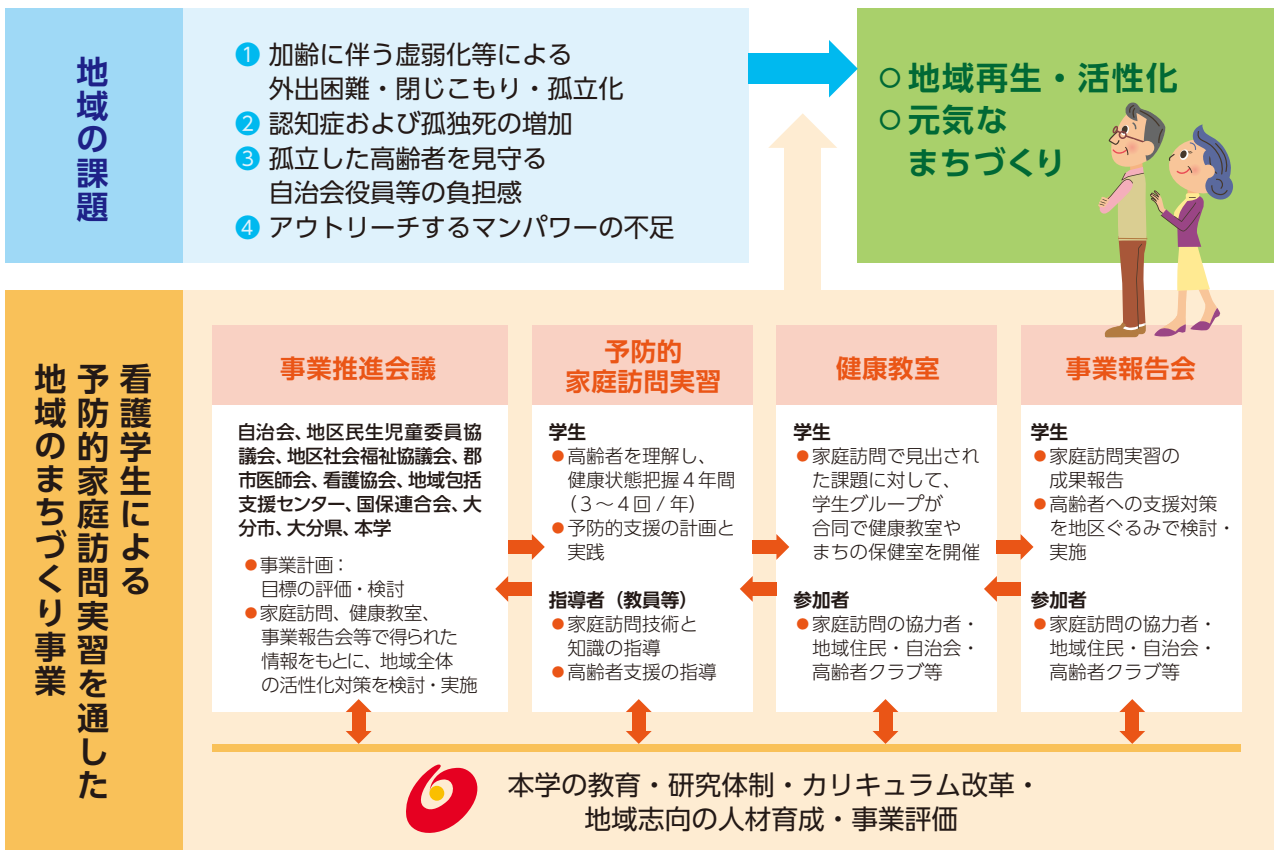 地域の課題
❶ 加齢に伴う虚弱化等による
外出困難・閉じこもり・孤立化
❷ 認知症および孤独死の増加
❸ 孤立した高齢者を見守る
自治会役員等の負担感
❹ アウトリーチするマンパワーの不足
○地域再生・活性化
○元気な
まちづくり
看護学生による
予防的家庭訪問実習を通した
地域のまちづくり事業
事業推進会議
自治会、地区民生児童委員協
議会、地区社会福祉協議会、郡
市医師会、看護協会、地域包括
支援センター、国保連合会、大
分市、大分県、本学
●事業計画：
目標の評価・検討
●家庭訪問、健康教室、
事業報告会等で得られた
情報をもとに、地域全体
の活性化対策を検討・実施
予防的
家庭訪問実習
学生
●高齢者を理解し、
健康状態把握４年間
（３〜４回 / 年）
●予防的支援の計画と
実践
指導者（教員等）
●家庭訪問技術と
知識の指導
●高齢者支援の指導
健康教室
学生
●家庭訪問で見出され
た課題に対して、
学生グループが
合同で健康教室や
まちの保健室を開催
参加者
●家庭訪問の協力者・
地域住民・自治会・
高齢者クラブ等
事業報告会
学生
●家庭訪問実習の
成果報告
●高齢者への支援対策
を地区ぐるみで検討・
実施
参加者
●家庭訪問の協力者・
地域住民・自治会・
高齢者クラブ等
本学の教育・研究体制・カリキュラム改革・
地域志向の人材育成・事業評価